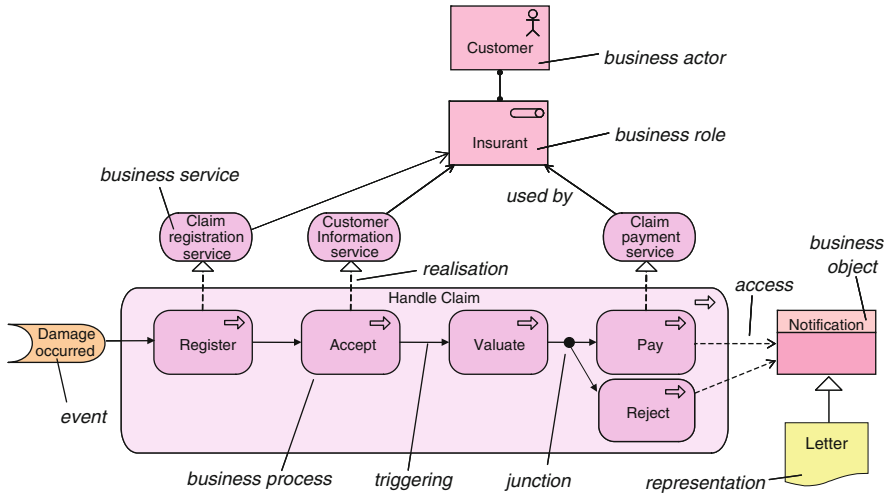 Customer
business actor
Insurant
business role
business service
used by
Claim
registration
service
Customer
Information
service
Claim
payment
service
business
object
realisation
access
Handle Claim
Damage
occurred
Register
Accept
Valuate
Pay
Notification
Reject
event
business process
triggering
junction
Letter
representation